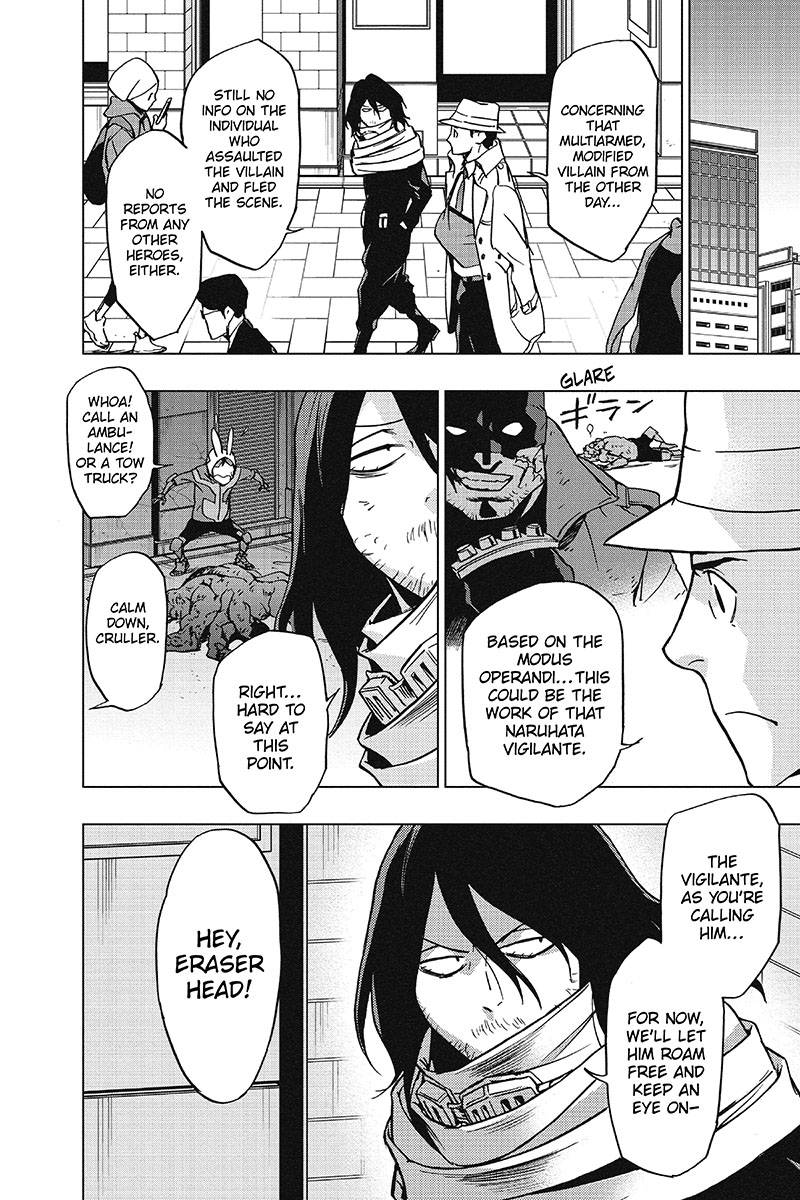 CONCERNING
THAT
MULTIARMED,
MODIFIED
VILLAIN FROM
THE OTHER
DAY...
STILL NO
INFO ON THE
INDIVIDUAL
WHO
ASSAULTED
THE VILLAIN
AND FLED
THE SCENE.
NO
REPORTS
FROM ANY
OTHER
HEROES,
EITHER.
GLARE
ギラン
BASED ON THE
MODUS
OPERANDI...THIS
COULD BE THE
WORK OF THAT
NARUHATA
VIGILANTE.
WHOA!
CALL AN
AMBU-
LANCE!
OR A TOW
TRUCK?
CALM
DOWN,
CRULLER.
RIGHT...
HARD TO
SAY AT
THIS
POINT.
THE
VIGILANTE,
AS YOU'RE
CALLING
HIM...
FOR NOW,
WE'LL LET
HIM ROAM
FREE AND
KEEP AN
EYE ON–
HEY,
ERASER
HEAD!